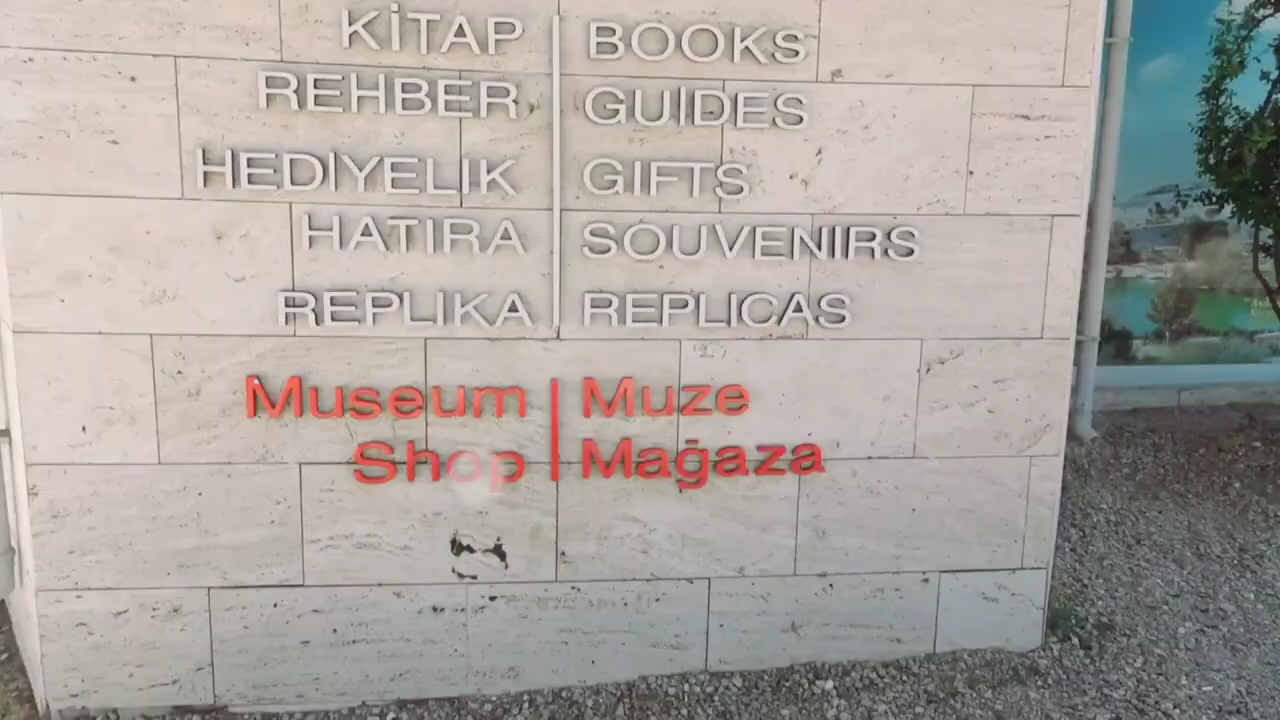 KİTAP | BOOKS
REHBER | GUIDES
HEDIYELIK | GIFTS
HATIRA | SOUVENIRS
REPLIKA | REPLICAS
Museum | Muze
Shop | Mağaza